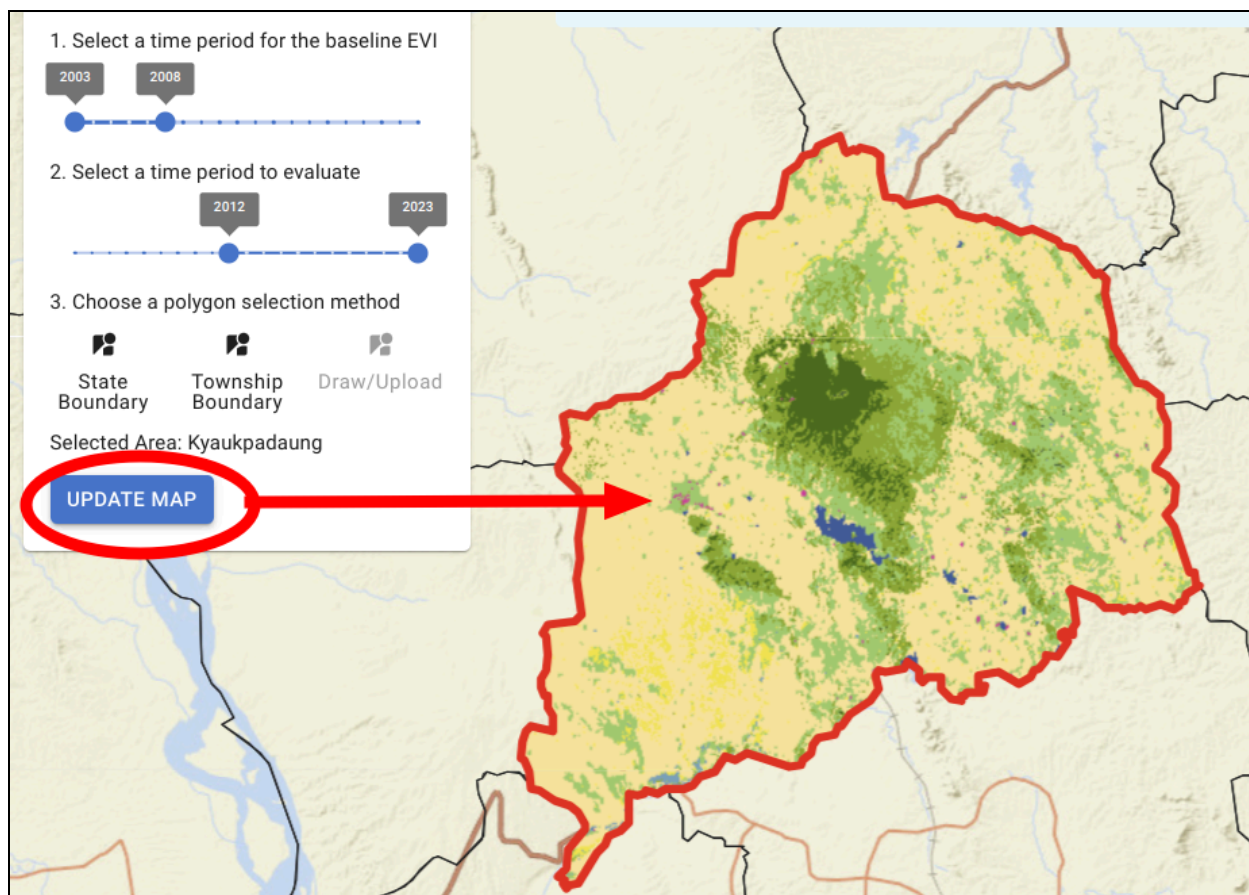 1. Select a time period for the baseline EVI
2003 2008
2. Select a time period to evaluate
2012 2023
3. Choose a polygon selection method
State Township Draw/Upload
Boundary Boundary
Selected Area: Kyaukpadaung
UPDATE MAP